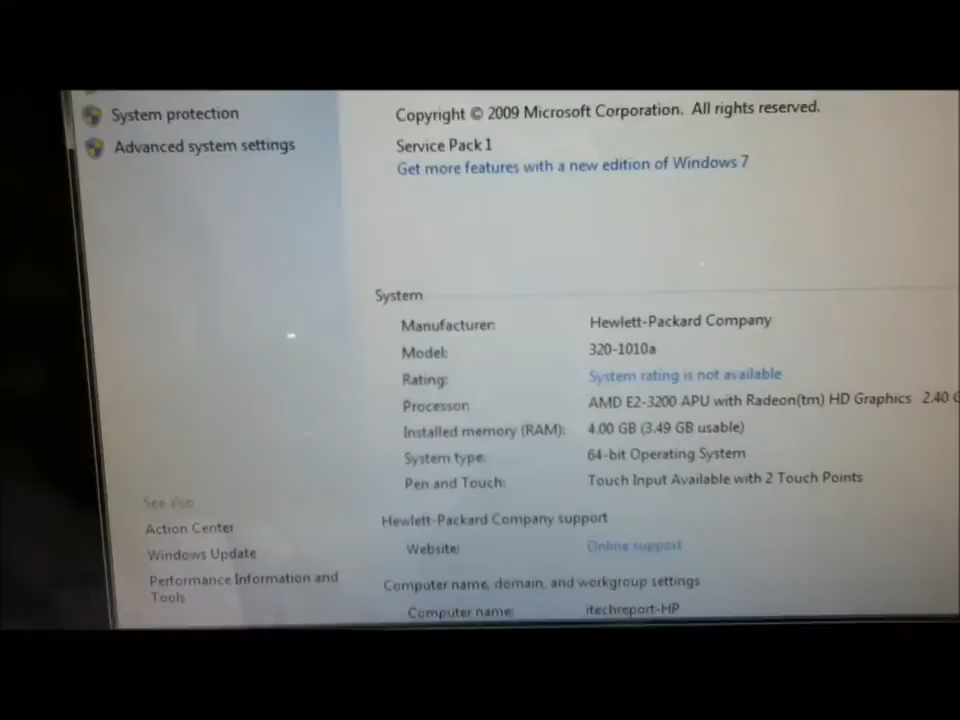 System protection
Advanced system settings
Copyright © 2009 Microsoft Corporation. All rights reserved.
Service Pack 1
Get more features with a new edition of Windows 7
System
Manufacturer: Hewlett-Packard Company
Model: 320-1010a
Rating: System rating is not available
Processor: AMD E2-3200 APU with Radeon(tm) HD Graphics 2.40 G
Installed memory (RAM): 4.00 GB (3.49 GB usable)
System type: 64-bit Operating System
Pen and Touch: Touch Input Available with 2 Touch Points
Hewlett-Packard Company support
Website: Online support
Computer name, domain, and workgroup settings
Computer name: itechreport-HP
See also
Action Center
Windows Update
Performance Information and
Tools